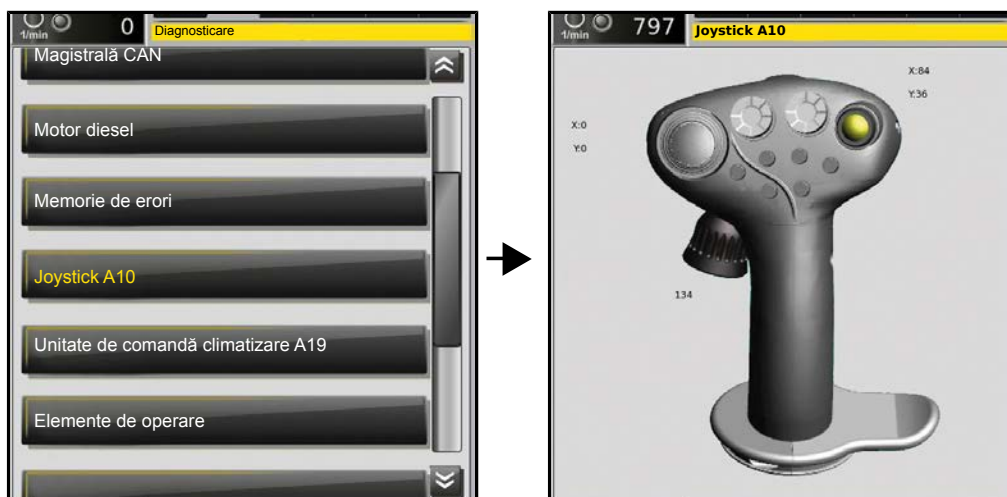 1/min
0
Diagnosticare
Magistrală CAN
Motor diesel
Memorie de erori
Joystick A10
Unitate de comandă climatizare A19
Elemente de operare
1/min
797
Joystick A10
X:84
Y:36
X:0
Y:0
134